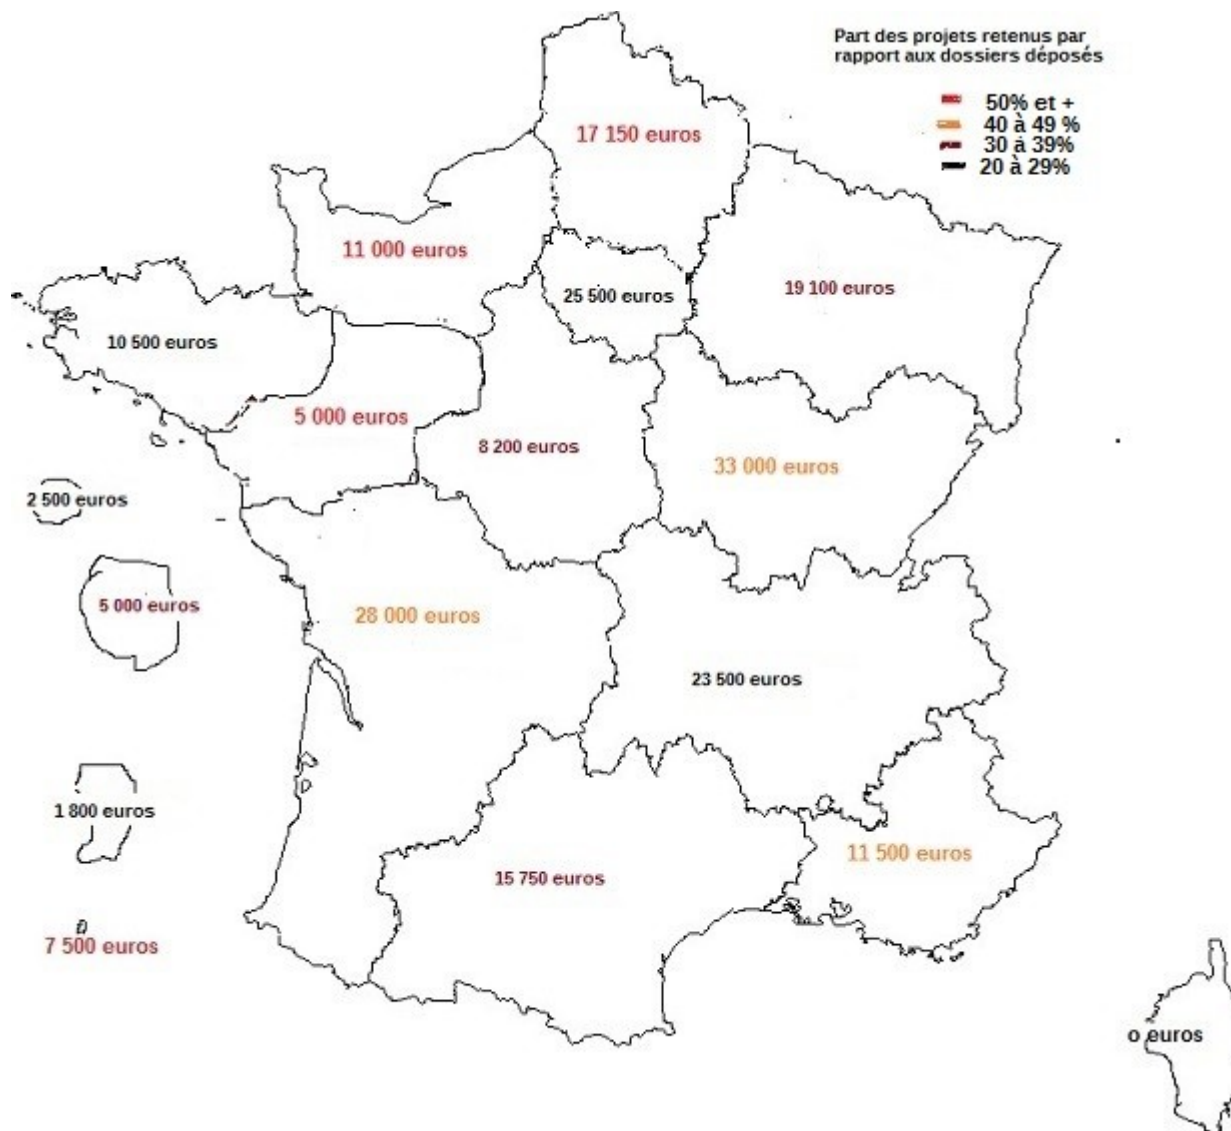 Part des projets retenus par
rapport aux dossiers déposés
50% et +
40 à 49 %
30 à 39%
20 à 29%
17 150 euros
11 000 euros
25 500 euros
19 100 euros
10 500 euros
5 000 euros
8 200 euros
33 000 euros
2 500 euros
5 000 euros
28 000 euros
23 500 euros
1 800 euros
11 500 euros
15 750 euros
7 500 euros
o euros